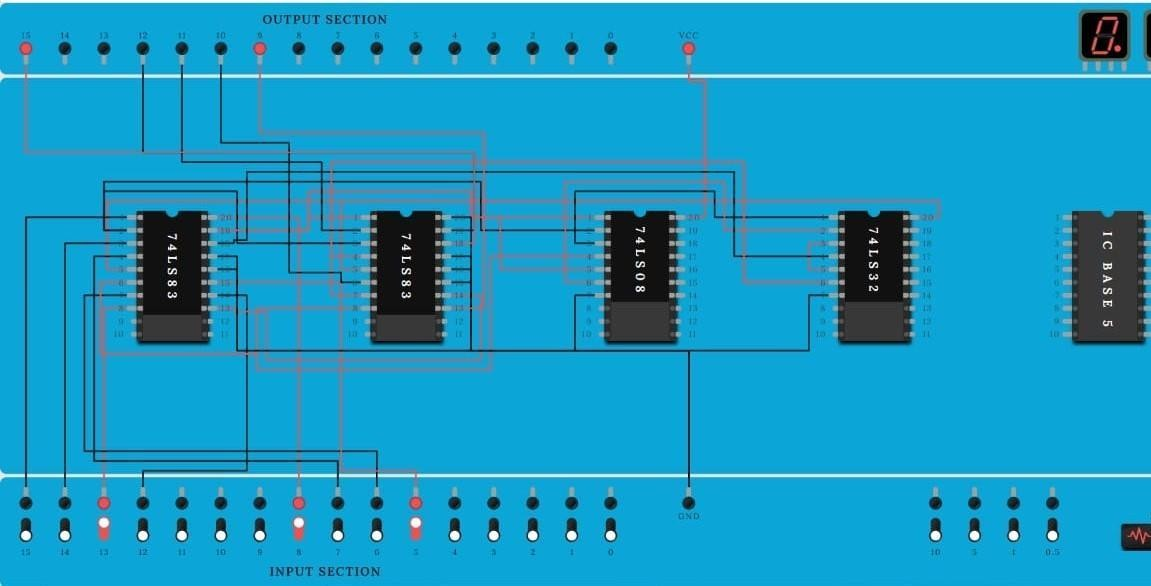 OUTPUT SECTION
15 14 13 12 11 10 9 8 7 6 5 4 3 2 1 0 VCC
74LS83
74LS83
74LS08
74LS32
IC BASE 5
GND
15 14 13 12 11 10 9 8 7 6 5 4 3 2 1 0 10 5 1 0.5
INPUT SECTION